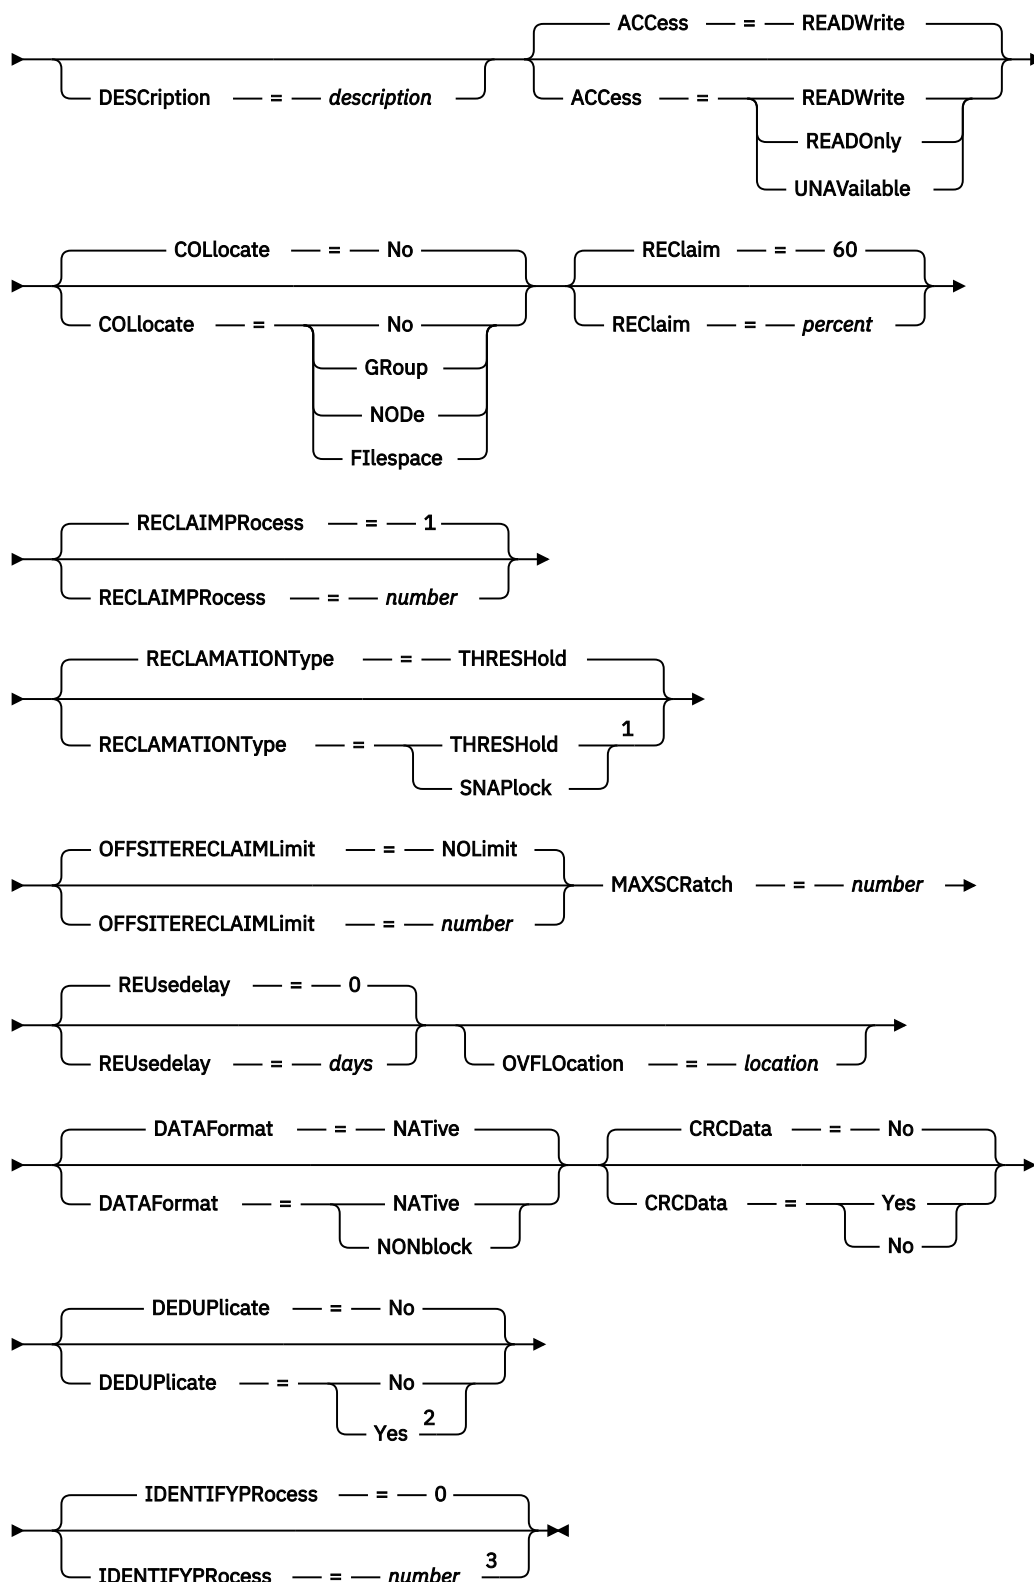 ACCess = READWrite
DESCription = description ACCess = READWrite
READOnly
UNAVailable
COLlocate = No REClaim = 60
COLlocate = No REClaim = percent
GRoup
NODe
FIlespace
RECLAIMPRocess = 1
RECLAIMPRocess = number
RECLAMATIONType = THRESHold
RECLAMATIONType = THRESHold 1
SNAPlock
OFFSITERECLAIMLimit = NOLimit
MAXSCRatch = number
OFFSITERECLAIMLimit = number
REUsedelay = 0
REUsedelay = days OVFLOcation = location
DATAFormat = NATive CRCData = No
DATAFormat = NATive CRCData = Yes
NONblock No
DEDUPlicate = No
DEDUPlicate = No
Yes 2
IDENTIFYPRocess = 0
IDENTIFYPRocess = number 3